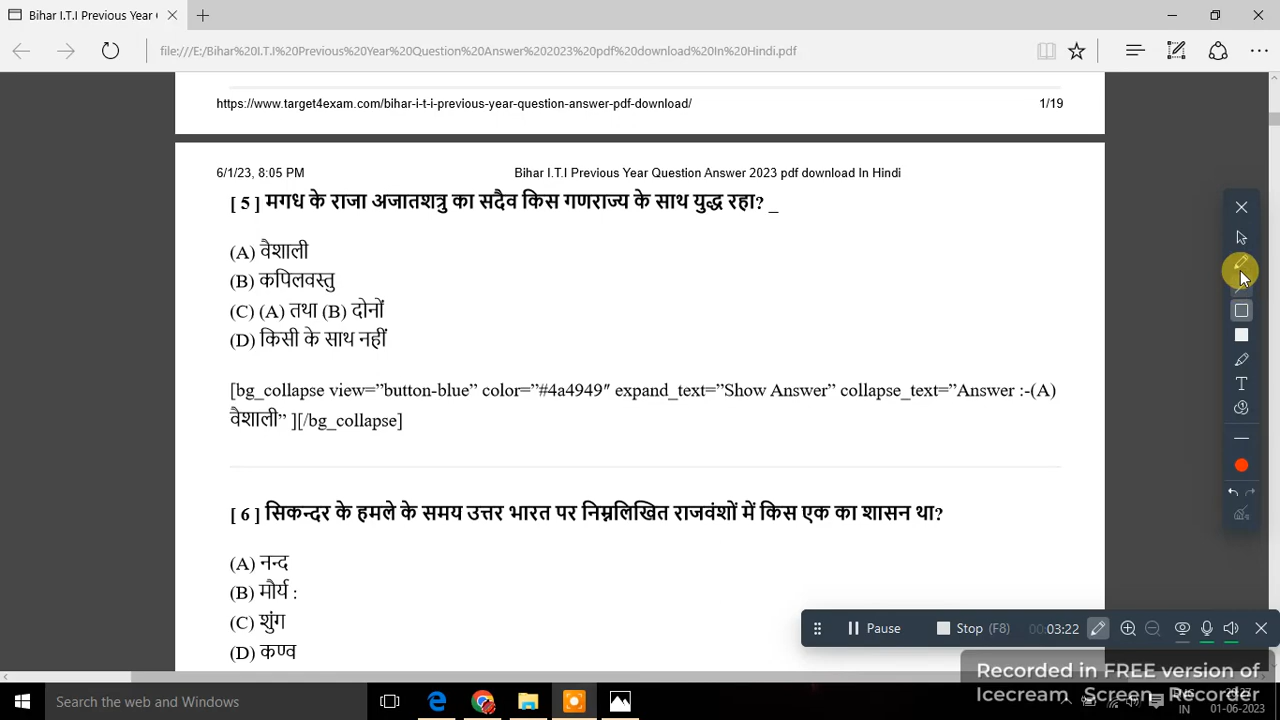 Bihar I.T.I Previous Year
file:///E:/Bihar%20I.T.I%20Previous%20Year%20Question%20Answer%202023%20pdf%20download%20In%20Hindi.pdf
https://www.target4exam.com/bihar-i-t-i-previous-year-question-answer-pdf-download/ 1/19
6/1/23, 8:05 PM Bihar I.T.I Previous Year Question Answer 2023 pdf download In Hindi
[ 5 ] मगध के राजा अजातशत्रु का सदैव किस गणराज्य के साथ युद्ध रहा? _
(A) वैशाली
(B) कपिलवस्तु
(C) (A) तथा (B) दोनों
(D) किसी के साथ नहीं
[bg_collapse view=”button-blue” color=”#4a4949″ expand_text=”Show Answer” collapse_text=”Answer :-(A)
वैशाली” ][/bg_collapse]
[ 6 ] सिकन्दर के हमले के समय उत्तर भारत पर निम्नलिखित राजवंशों में किस एक का शासन था?
(A) नन्द
(B) मौर्य :
(C) शुंग
(D) कण्व
Pause Stop (F8) 00:03:22
Recorded in FREE version of
Icecream Screen Recorder
Search the web and Windows
IN 01-06-2023